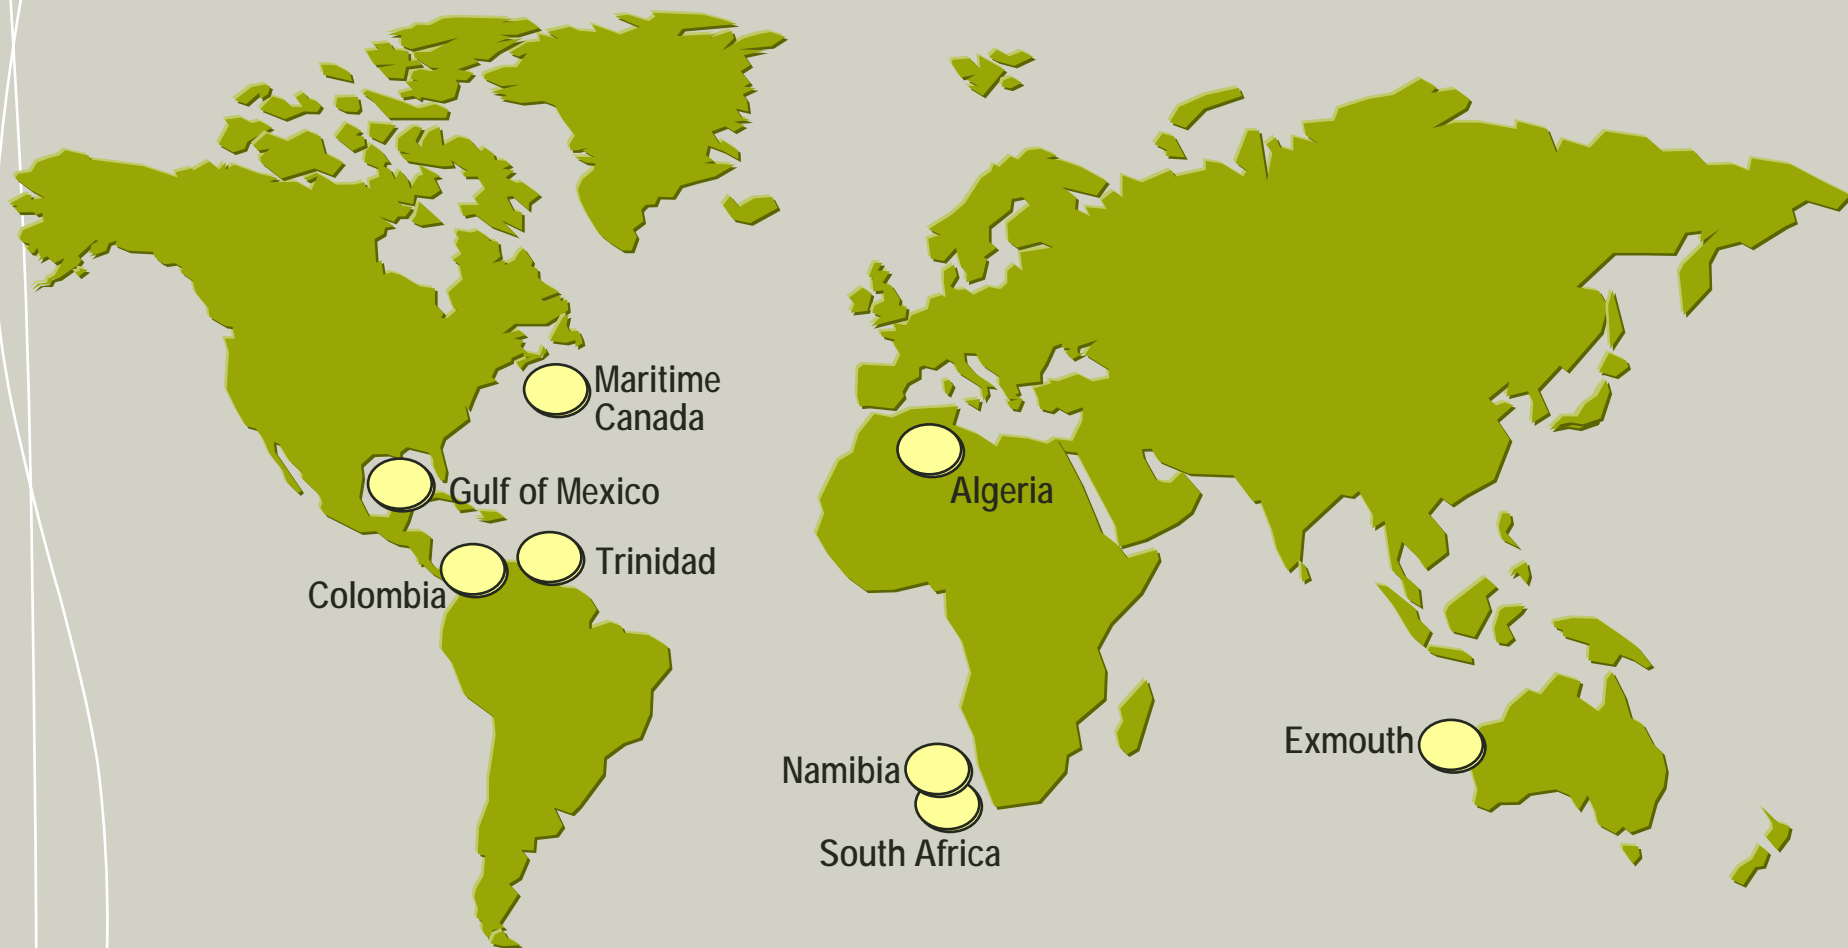 Maritime
Canada
Gulf of Mexico
Algeria
Trinidad
Colombia
Exmouth
Namibia
South Africa